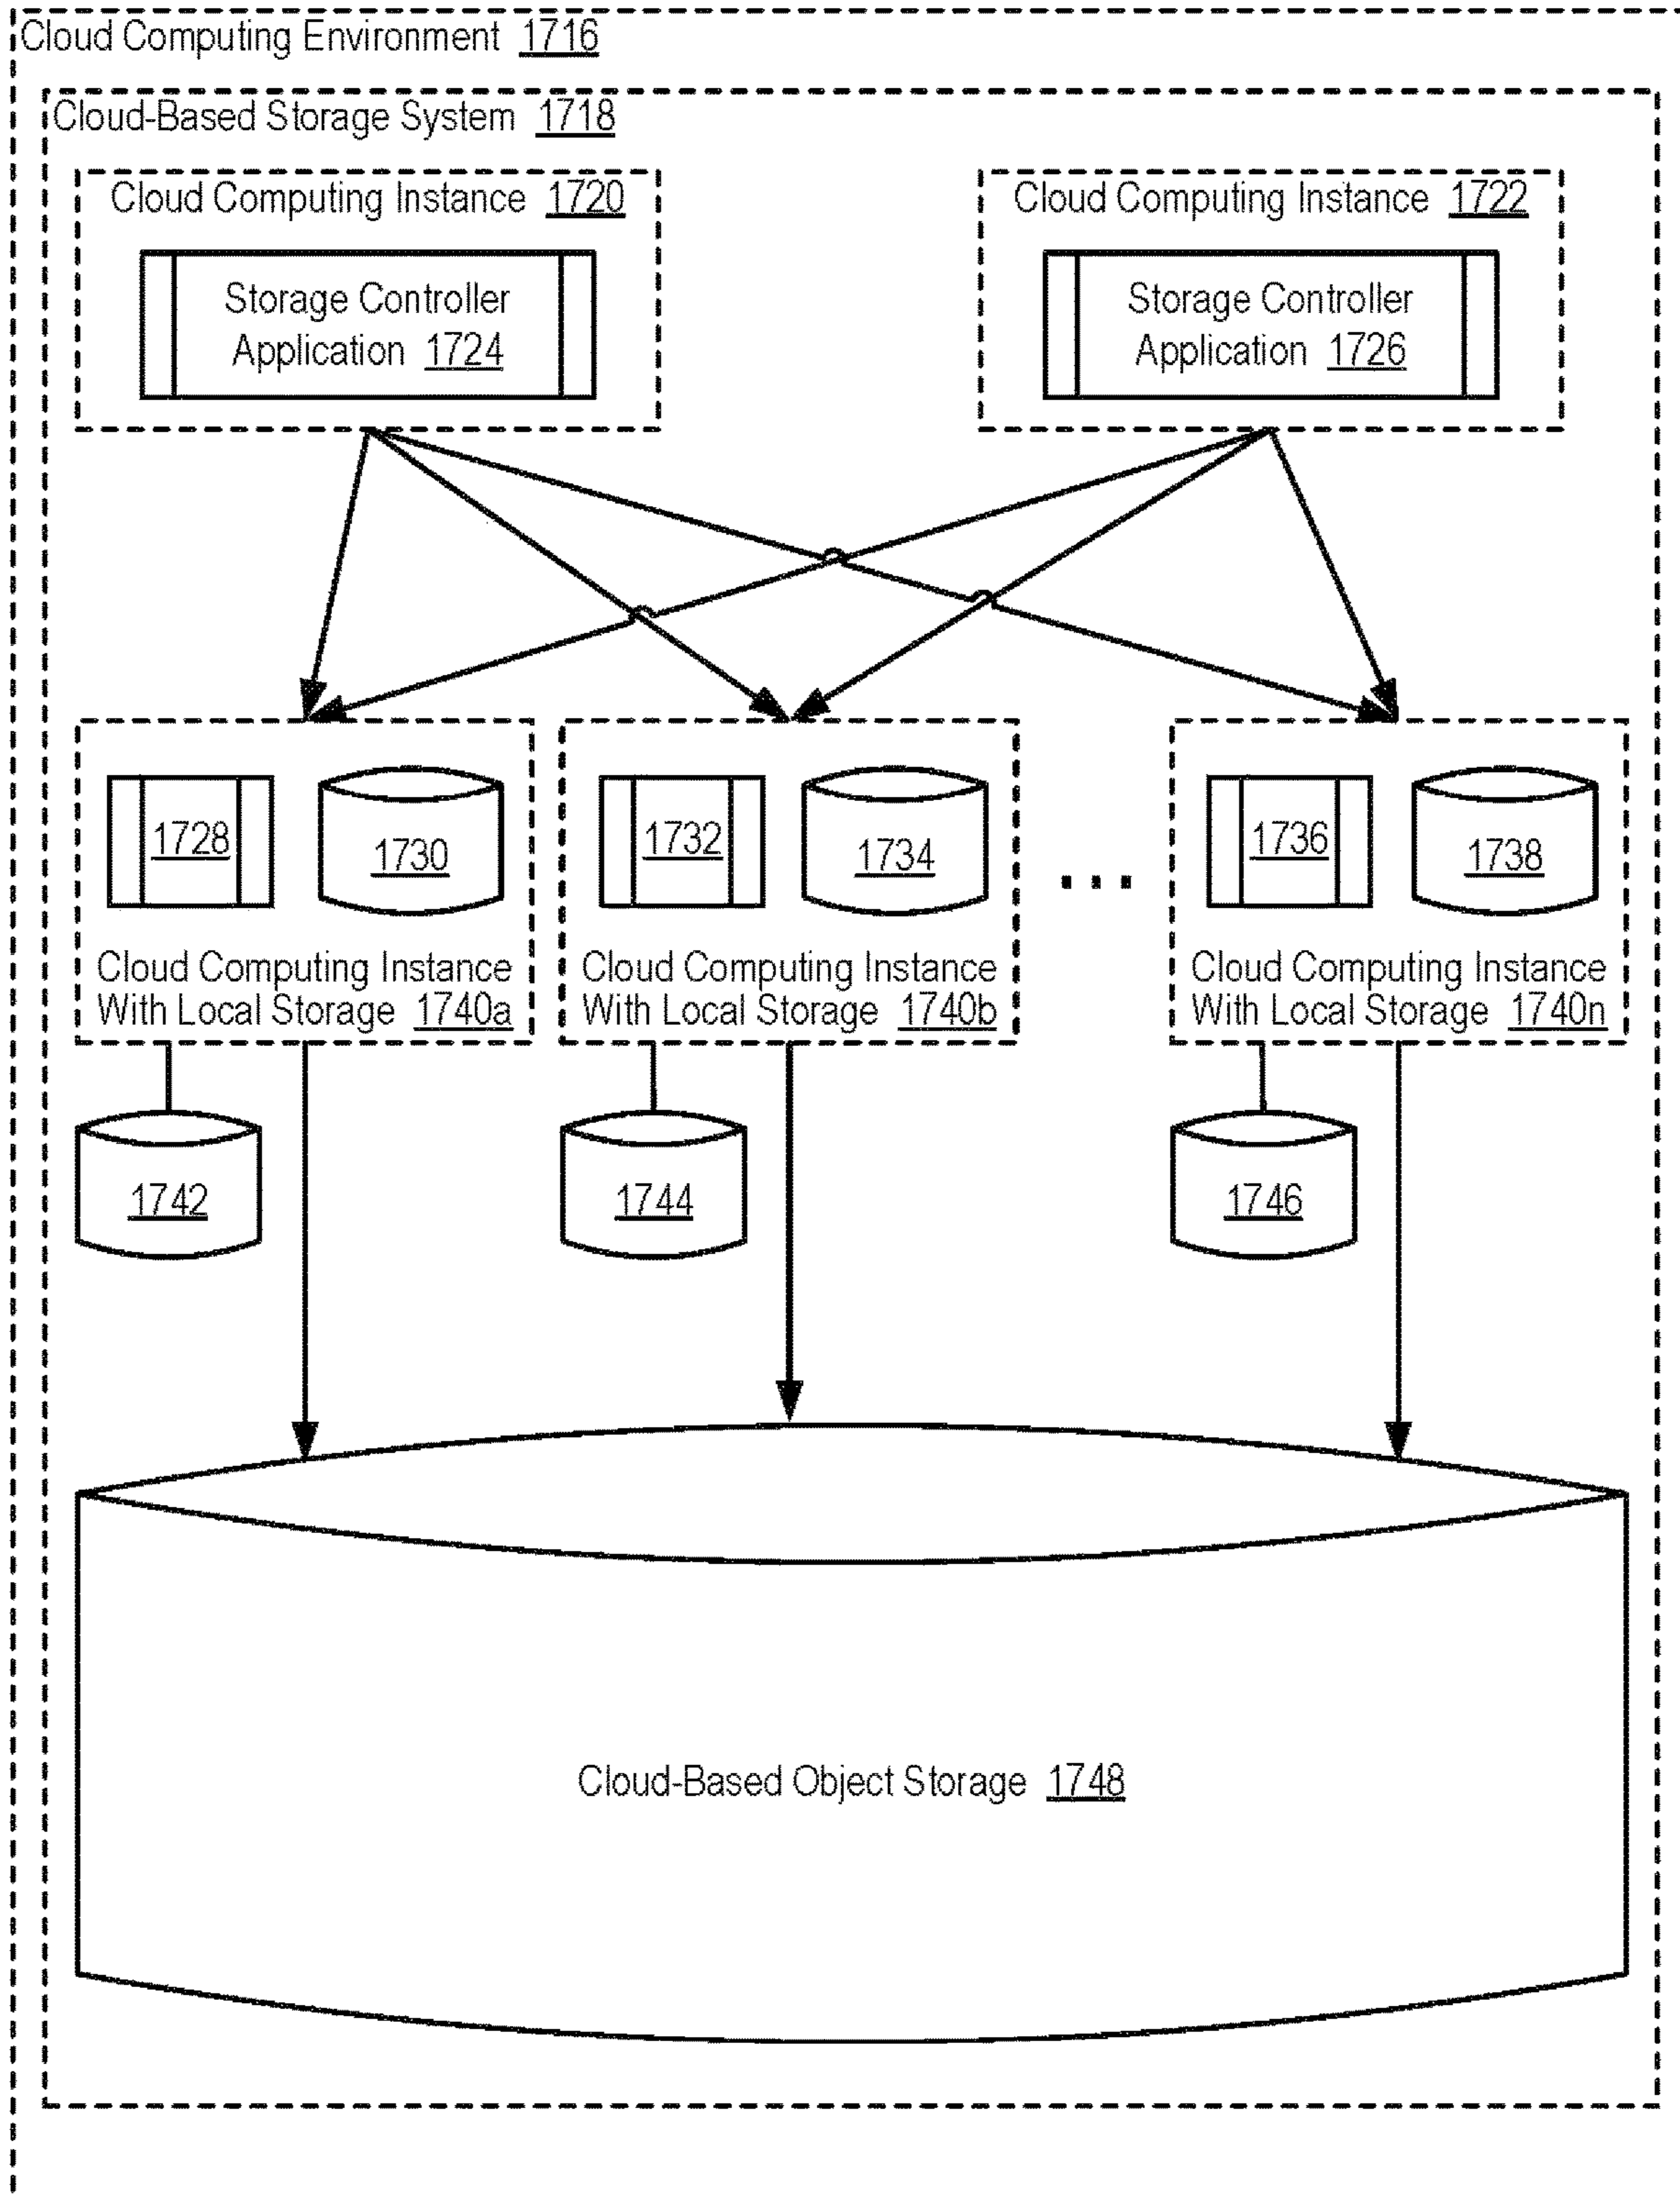 Cloud Computing Environment 1716
Cloud-Based Storage System 1718
Cloud Computing Instance 1720
Storage Controller
Application 1724
Cloud Computing Instance 1722
Storage Controller
Application 1726
1728
1730
Cloud Computing Instance
With Local Storage 1740a
1732
1734
Cloud Computing Instance
With Local Storage 1740b
...
1736
1738
Cloud Computing Instance
With Local Storage 1740n
1742
1744
1746
Cloud-Based Object Storage 1748